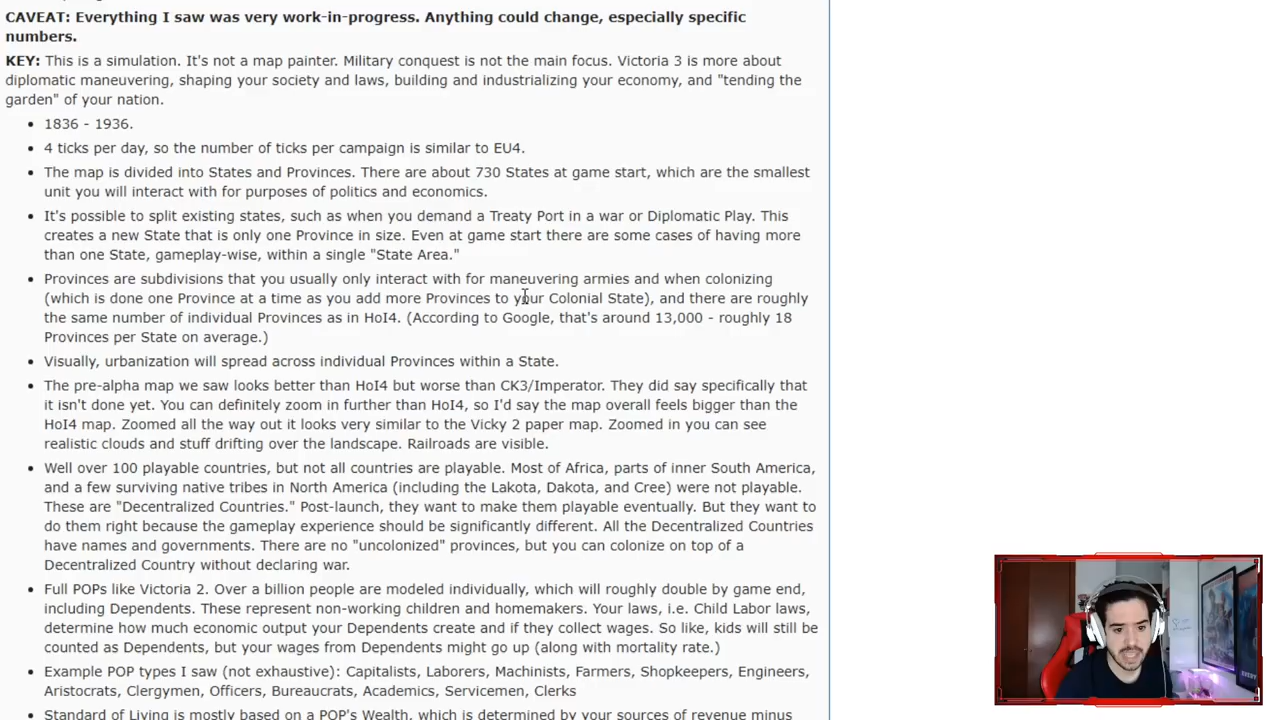 CAVEAT: Everything I saw was very work-in-progress. Anything could change, especially specific
numbers.
KEY: This is a simulation. It's not a map painter. Military conquest is not the main focus. Victoria 3 is more about
diplomatic maneuvering, shaping your society and laws, building and industrializing your economy, and "tending the
garden" of your nation.
• 1836 - 1936.
• 4 ticks per day, so the number of ticks per campaign is similar to EU4.
• The map is divided into States and Provinces. There are about 730 States at game start, which are the smallest
unit you will interact with for purposes of politics and economics.
• It's possible to split existing states, such as when you demand a Treaty Port in a war or Diplomatic Play. This
creates a new State that is only one Province in size. Even at game start there are some cases of having more
than one State, gameplay-wise, within a single "State Area."
• Provinces are subdivisions that you usually only interact with for maneuvering armies and when colonizing
(which is done one Province at a time as you add more Provinces to your Colonial State), and there are roughly
the same number of individual Provinces as in HoI4. (According to Google, that's around 13,000 - roughly 18
Provinces per State on average.)
• Visually, urbanization will spread across individual Provinces within a State.
• The pre-alpha map we saw looks better than HoI4 but worse than CK3/Imperator. They did say specifically that
it isn't done yet. You can definitely zoom in further than HoI4, so I'd say the map overall feels bigger than the
HoI4 map. Zoomed all the way out it looks very similar to the Vicky 2 paper map. Zoomed in you can see
realistic clouds and stuff drifting over the landscape. Railroads are visible.
• Well over 100 playable countries, but not all countries are playable. Most of Africa, parts of inner South America,
and a few surviving native tribes in North America (including the Lakota, Dakota, and Cree) were not playable.
These are "Decentralized Countries." Post-launch, they want to make them playable eventually. But they want to
do them right because the gameplay experience should be significantly different. All the Decentralized Countries
have names and governments. There are no "uncolonized" provinces, but you can colonize on top of a
Decentralized Country without declaring war.
• Full POPs like Victoria 2. Over a billion people are modeled individually, which will roughly double by game end,
including Dependents. These represent non-working children and homemakers. Your laws, i.e. Child Labor laws,
determine how much economic output your Dependents create and if they collect wages. So like, kids will still be
counted as Dependents, but your wages from Dependents might go up (along with mortality rate.)
• Example POP types I saw (not exhaustive): Capitalists, Laborers, Machinists, Farmers, Shopkeepers, Engineers,
Aristocrats, Clergymen, Officers, Bureaucrats, Academics, Servicemen, Clerks
• Standard of Living is mostly based on a POP's Wealth, which is determined by your sources of revenue minus